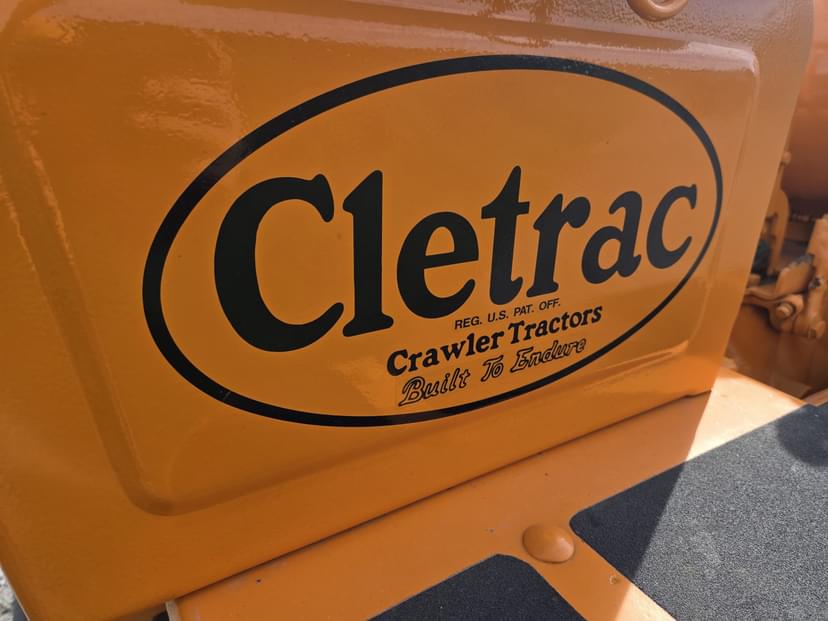 Cletrac
REG. U.S. PAT. OFF.
Crawler Tractors
Built To Endure